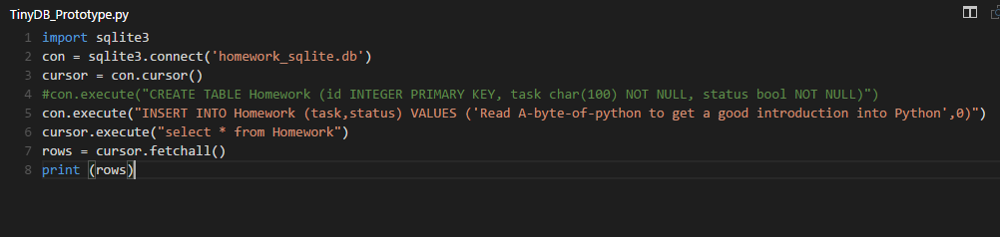 TinyDB_Prototype.py
1 import sqlite3
2 con = sqlite3.connect('homework_sqlite.db')
3 cursor = con.cursor()
4 #con.execute("CREATE TABLE Homework (id INTEGER PRIMARY KEY, task char(100) NOT NULL, status bool NOT NULL)")
5 con.execute("INSERT INTO Homework (task,status) VALUES ('Read A-byte-of-python to get a good introduction into Python',0)")
6 cursor.execute("select * from Homework")
7 rows = cursor.fetchall()
8 print (rows)